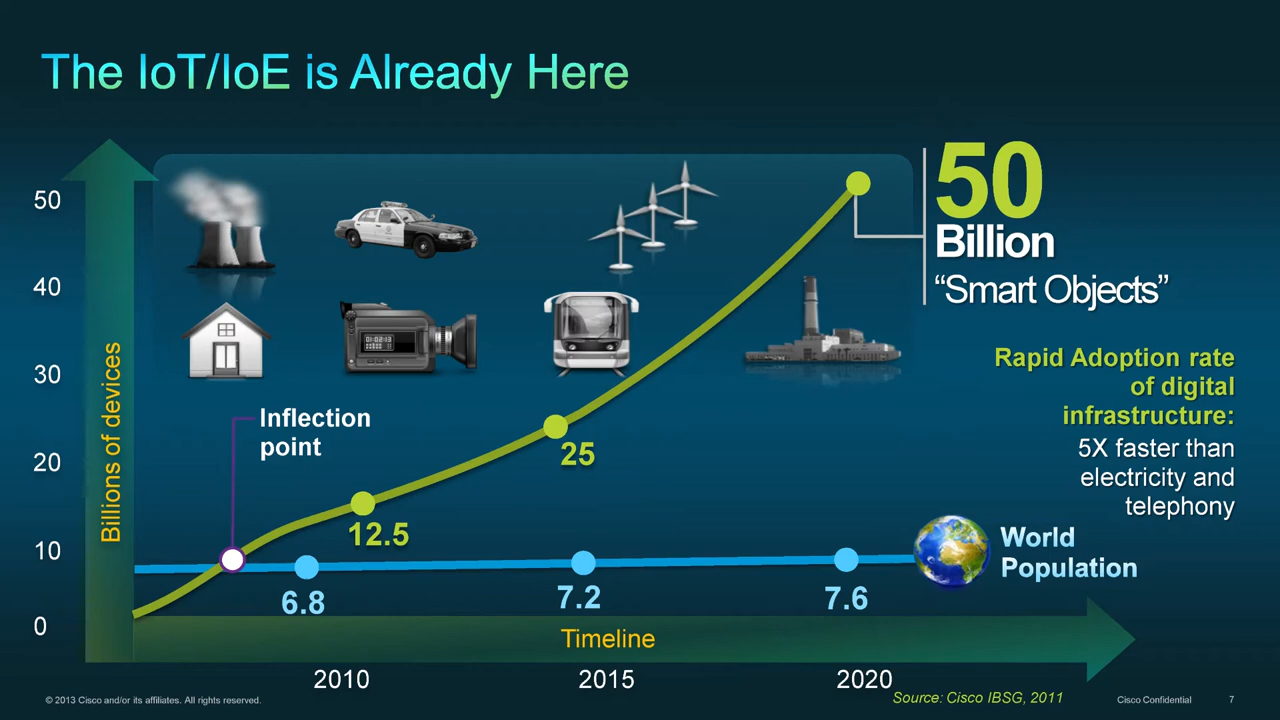 The IoT/IoE is Already Here
50
40
30
20
10
0
Billions of devices
50
Billion
“Smart Objects”
Rapid Adoption rate
of digital
infrastructure:
5X faster than
electricity and
telephony
Inflection
point
25
12.5
World
Population
6.8
7.2
7.6
01:02:13
Timeline
2010
2015
2020
Source: Cisco IBSG, 2011
© 2013 Cisco and/or its affiliates. All rights reserved.
Cisco Confidential
7